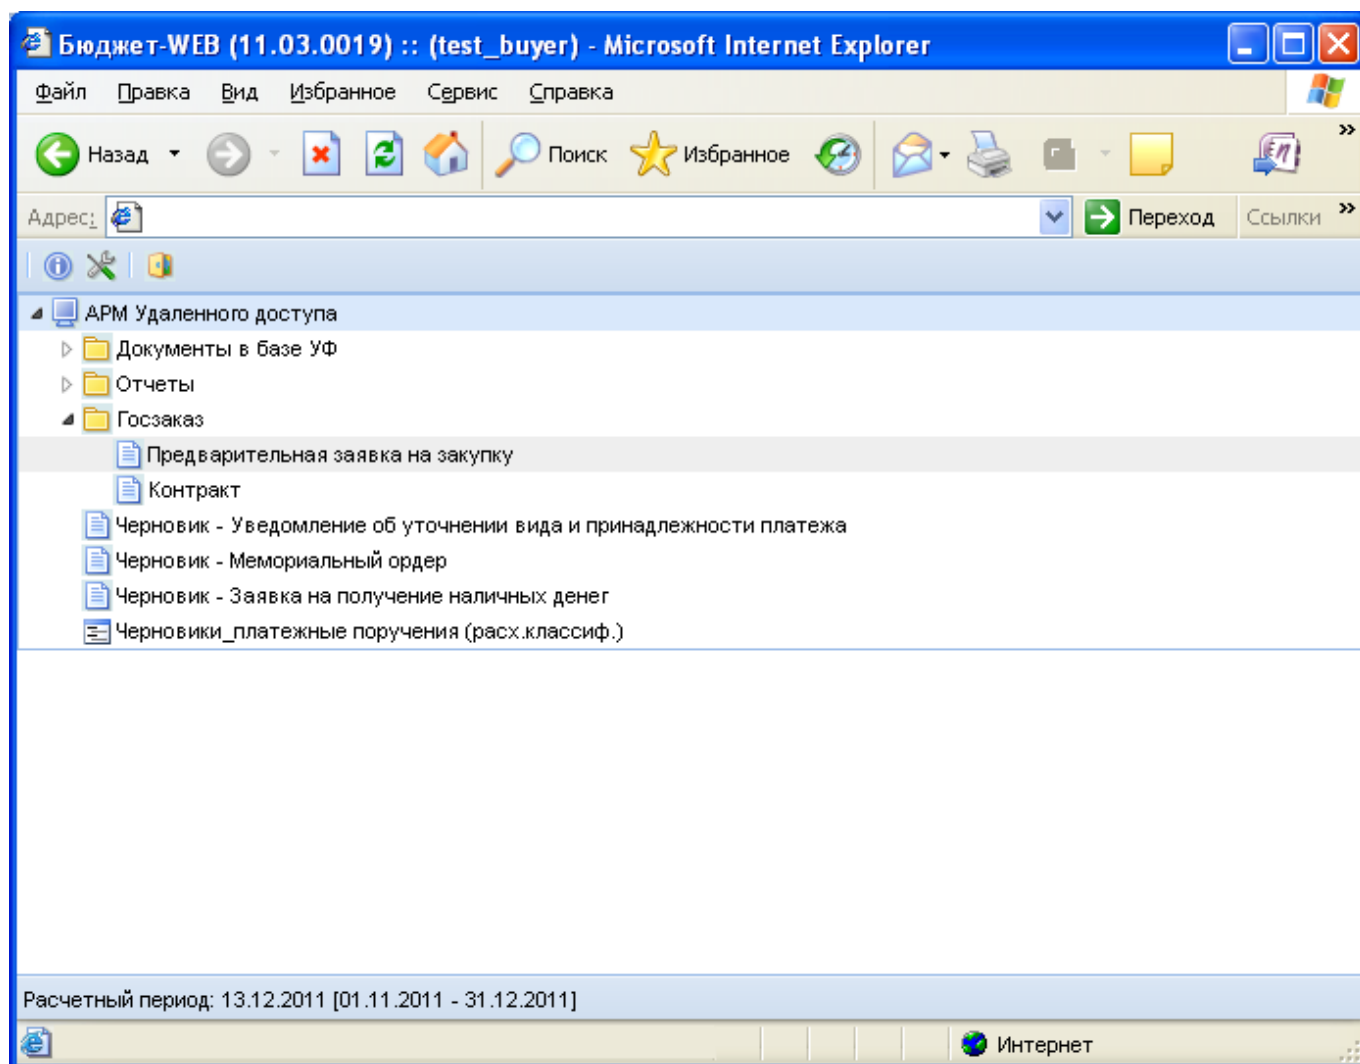 Бюджет-WEB (11.03.0019) :: (test_buyer) - Microsoft Internet Explorer
Файл Правка Вид Избранное Сервис Справка
Назад Поиск Избранное
Адрес: Переход Ссылки
АРМ Удаленного доступа
Документы в базе УФ
Отчеты
Госзаказ
Предварительная заявка на закупку
Контракт
Черновик - Уведомление об уточнении вида и принадлежности платежа
Черновик - Мемориальный ордер
Черновик - Заявка на получение наличных денег
Черновики_платежные поручения (расх.классиф.)
Расчетный период: 13.12.2011 [01.11.2011 - 31.12.2011]
Интернет